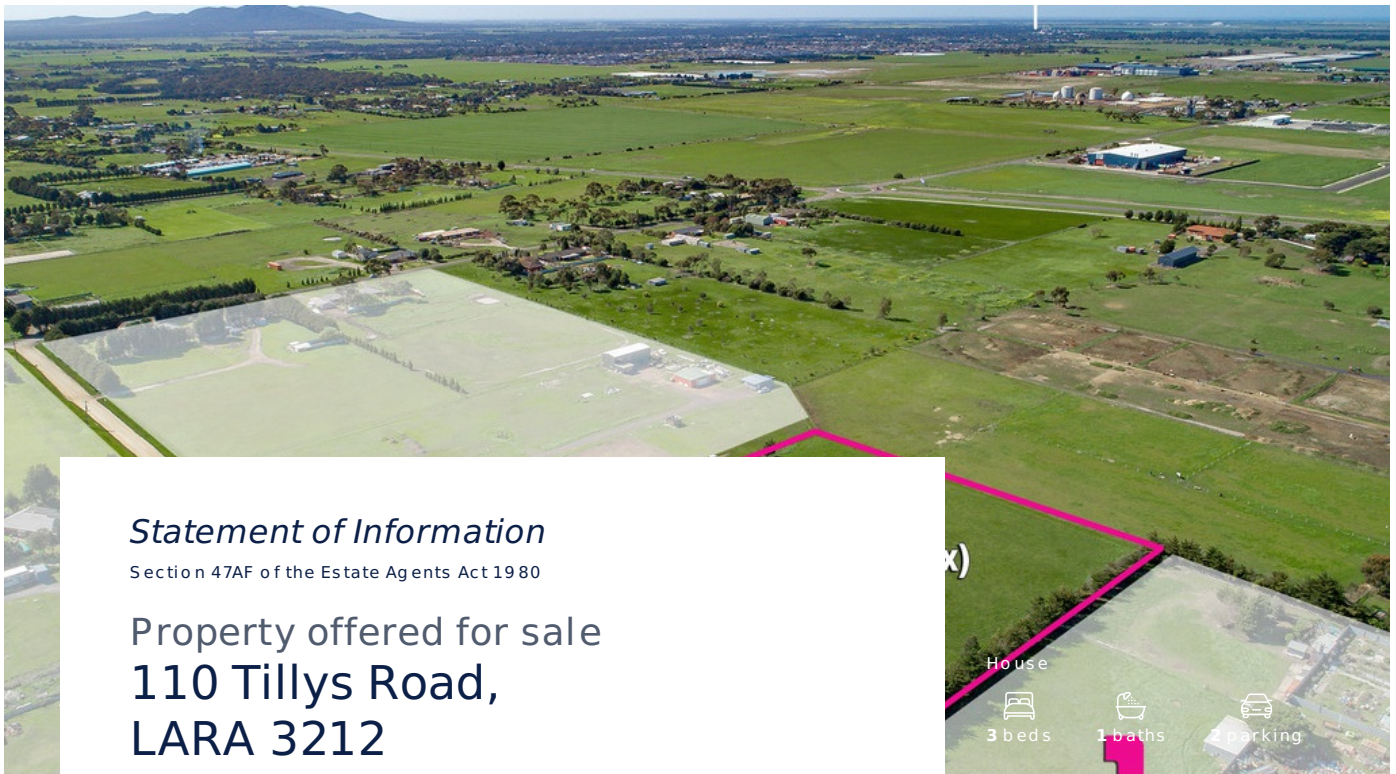 Statement of Information
Section 47AF of the Estate Agents Act 1980
Property offered for sale
110 Tillys Road,
LARA 3212
x)
House
3 beds 1 baths 2 parking